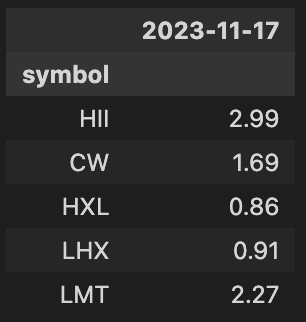 2023-11-17
symbol
HII 2.99
CW 1.69
HXL 0.86
LHX 0.91
LMT 2.27